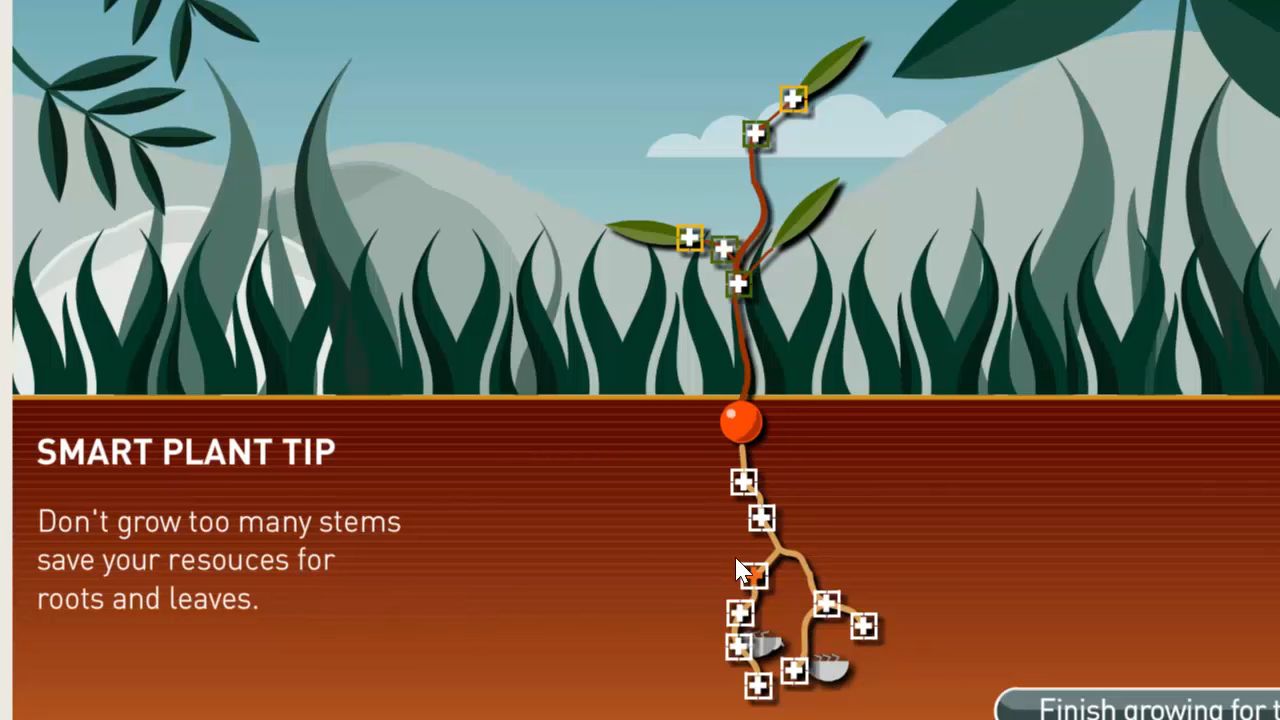 SMART PLANT TIP
Don't grow too many stems
save your resouces for
roots and leaves.
Finish growing for